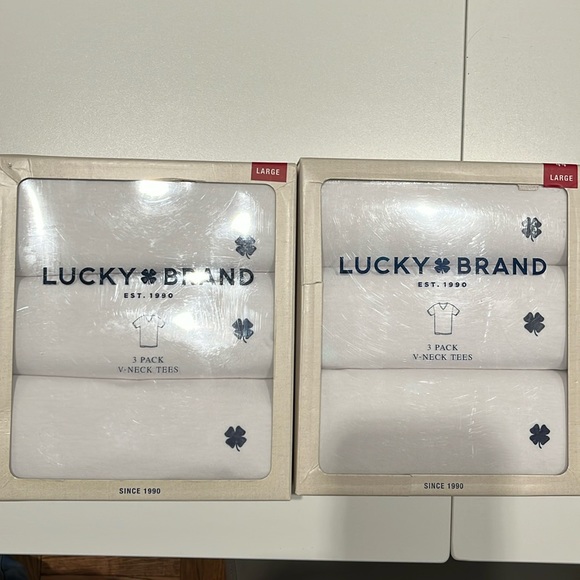 LARGE
LUCKY BRAND
EST. 1990
3 PACK
V-NECK TEES
SINCE 1990
LARGE
LUCKY BRAND
EST. 1990
3 PACK
V-NECK TEES
SINCE 1990